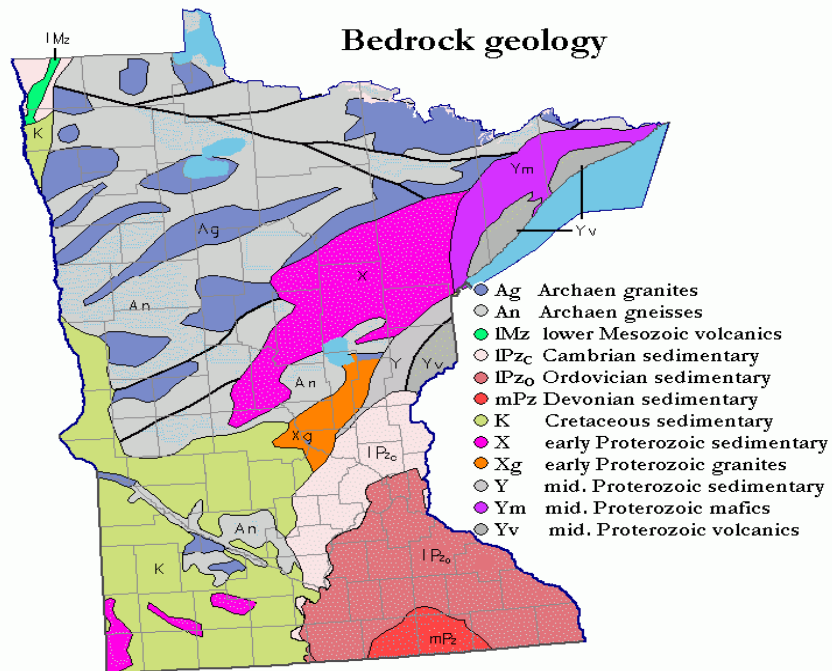 Bedrock geology
lMz
K
Ym
Yv
Ag
X
An
An
Y
Yv
Xg
lPzc
An
K
lPzo
mPz
Ag Archaen granites
An Archaen gneisses
lMz lower Mesozoic volcanics
lPzc Cambrian sedimentary
lPzo Ordovician sedimentary
mPz Devonian sedimentary
K Cretaceous sedimentary
X early Proterozoic sedimentary
Xg early Proterozoic granites
Y mid. Proterozoic sedimentary
Ym mid. Proterozoic mafics
Yv mid. Proterozoic volcanics